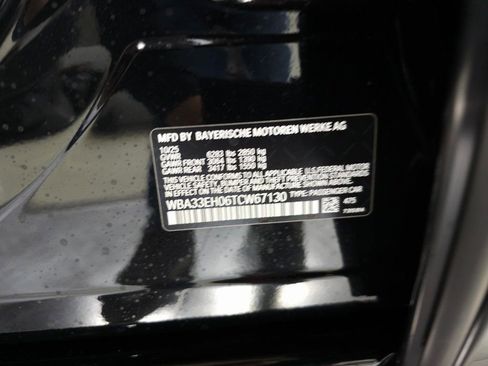 MFD BY BAYERISCHE MOTOREN WERKE AG
10/25
GVWR 6283 lbs 2850 kg
GAWR FRONT 3064 lbs 1390 kg
GAWR REAR 3417 lbs 1550 kg
THIS VEHICLE CONFORMS TO ALL APPLICABLE U.S. FEDERAL MOTOR
VEHICLE SAFETY, BUMPER, AND THEFT PREVENTION STANDARDS
IN EFFECT ON THE DATE OF MANUFACTURE SHOWN ABOVE.
WBA33EH06TCW67130 TYPE: PASSENGER CAR
475